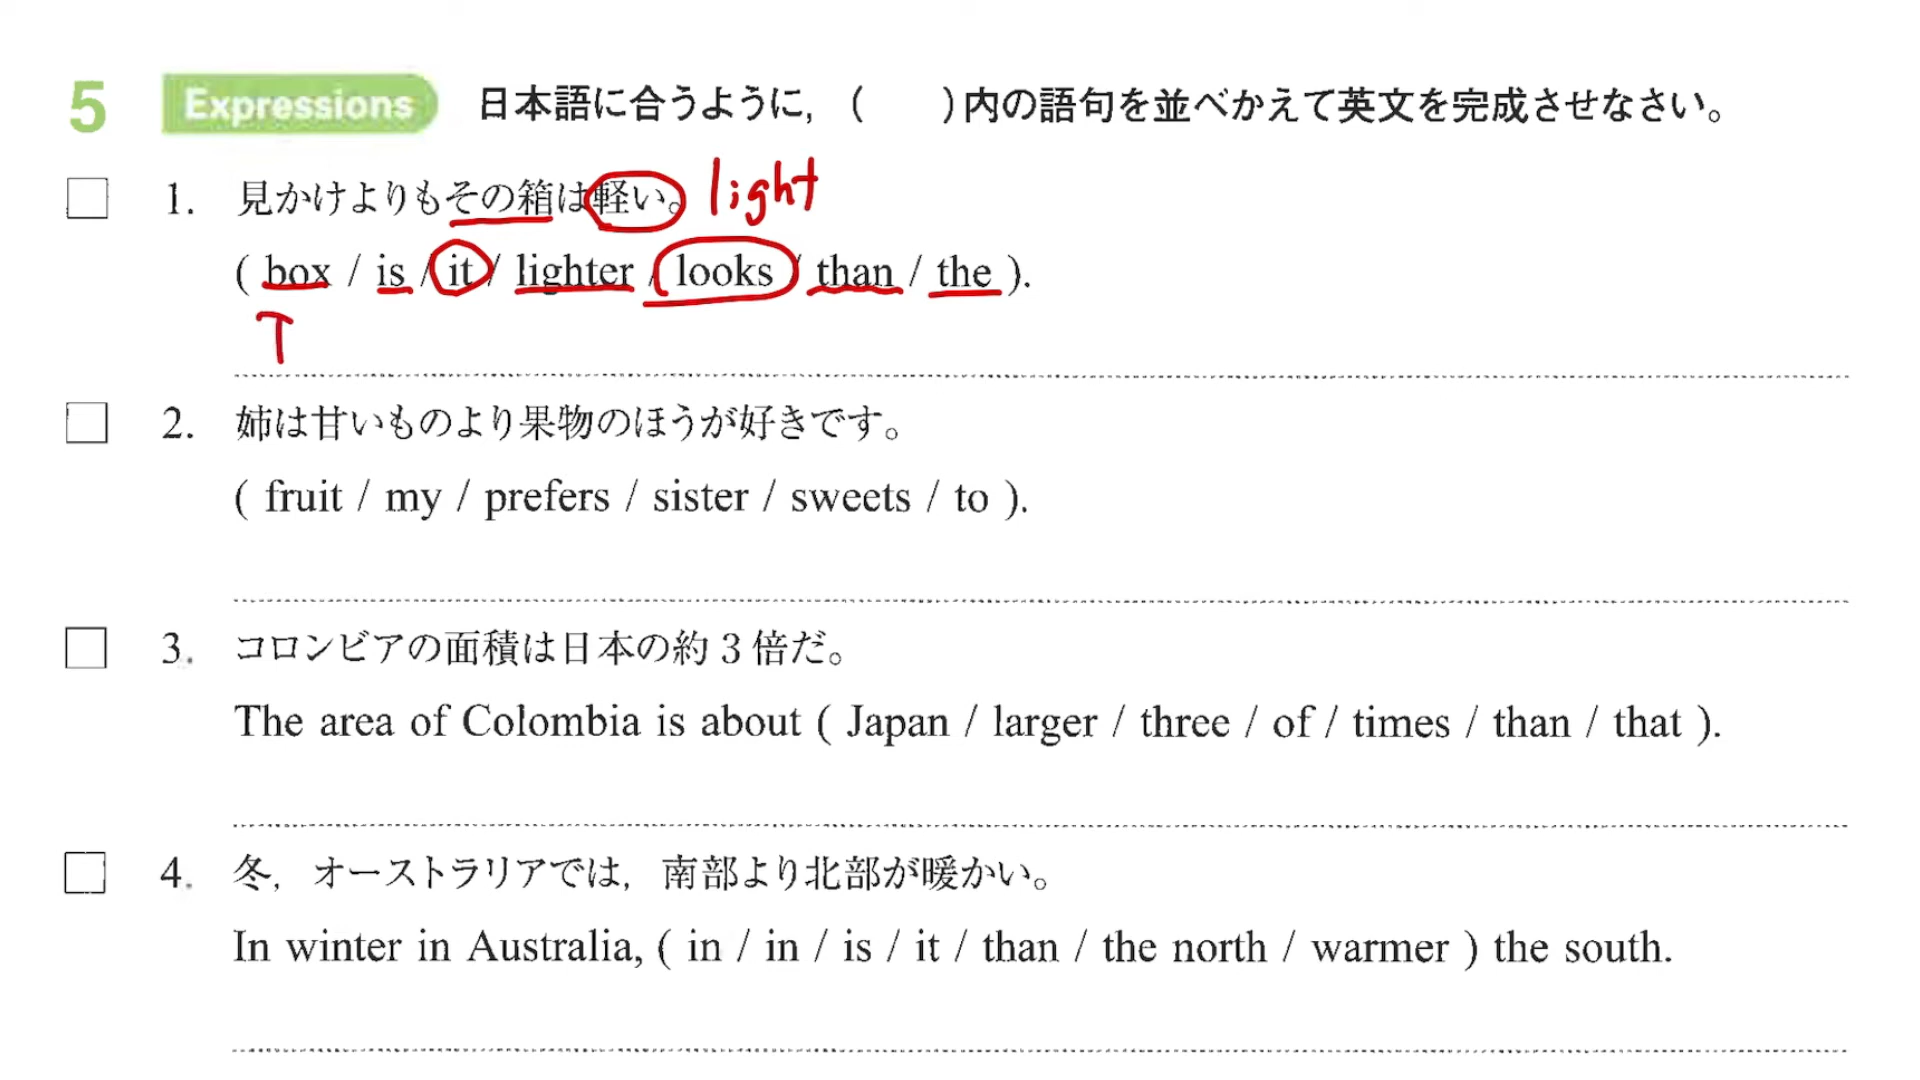 5 Expressions 日本語に合うように, ( )内の語句を並べかえて英文を完成させなさい。
1. 見かけよりもその箱は軽い。 light
( box / is / it / lighter / looks / than / the ).
T
2. 姉は甘いものより果物のほうが好きです。
( fruit / my / prefers / sister / sweets / to ).
3. コロンビアの面積は日本の約 3 倍だ。
The area of Colombia is about ( Japan / larger / three / of / times / than / that ).
4. 冬, オーストラリアでは, 南部より北部が暖かい。
In winter in Australia, ( in / in / is / it / than / the north / warmer ) the south.